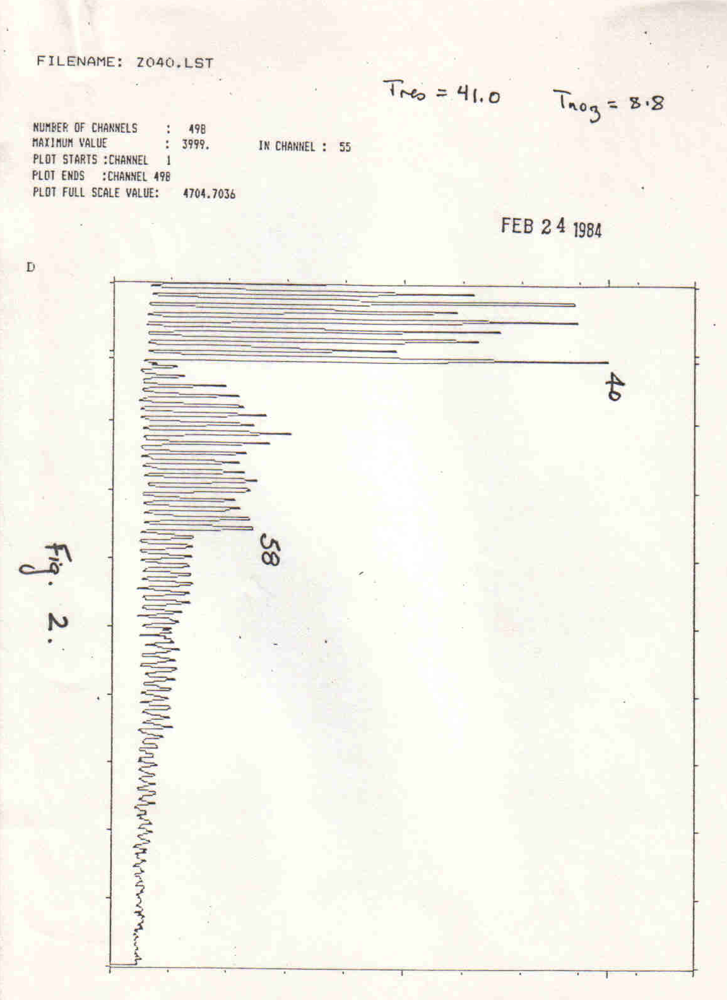 FILENAME: ZO40.LST
Tres = 41.0 Tnoz = 8.8
NUMBER OF CHANNELS : 498
MAXIMUM VALUE : 3999. IN CHANNEL : 55
PLOT STARTS :CHANNEL 1
PLOT ENDS :CHANNEL 498
PLOT FULL SCALE VALUE: 4704.7036
FEB 24 1984
D
40
58
Fig. 2.